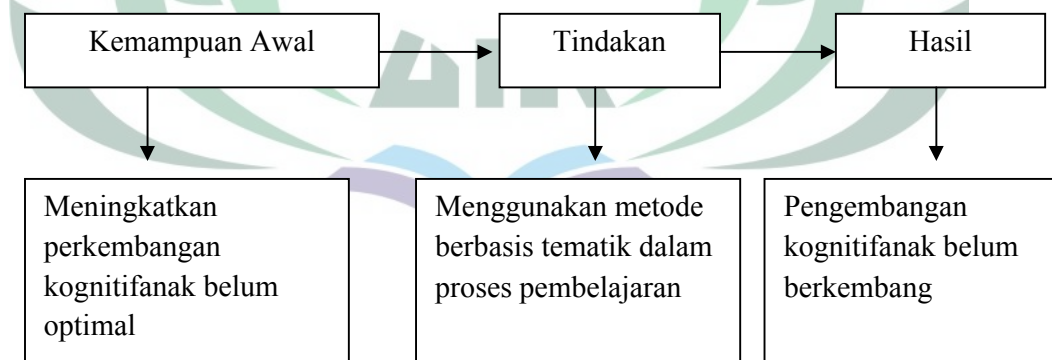 Kemampuan Awal
Tindakan
Hasil
Meningkatkan
perkembangan
kognitifanak belum
optimal
Menggunakan metode
berbasis tematik dalam
proses pembelajaran
Pengembangan
kognitifanak belum
berkembang